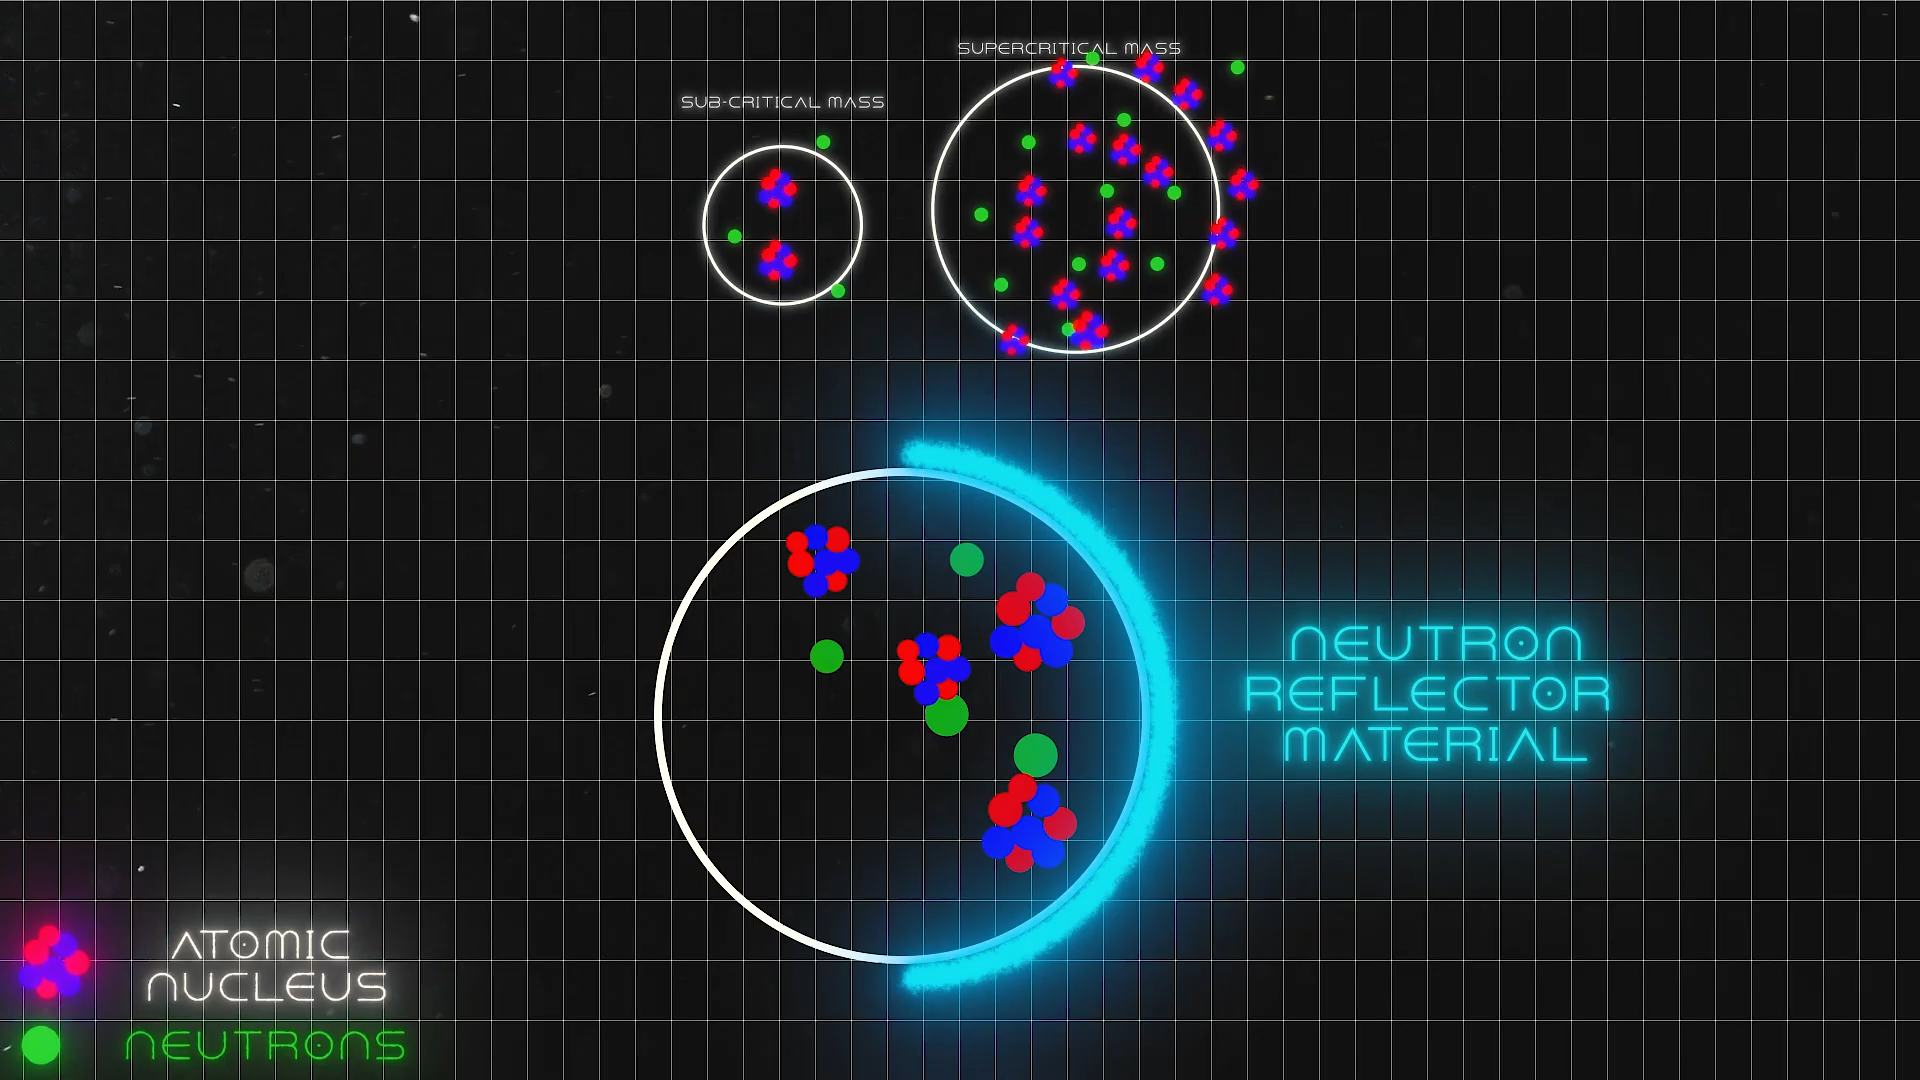 SUPERCRITICAL MASS
SUB-CRITICAL MASS
NEUTRON
REFLECTOR
MATERIAL
ATOMIC
NUCLEUS
NEUTRONS